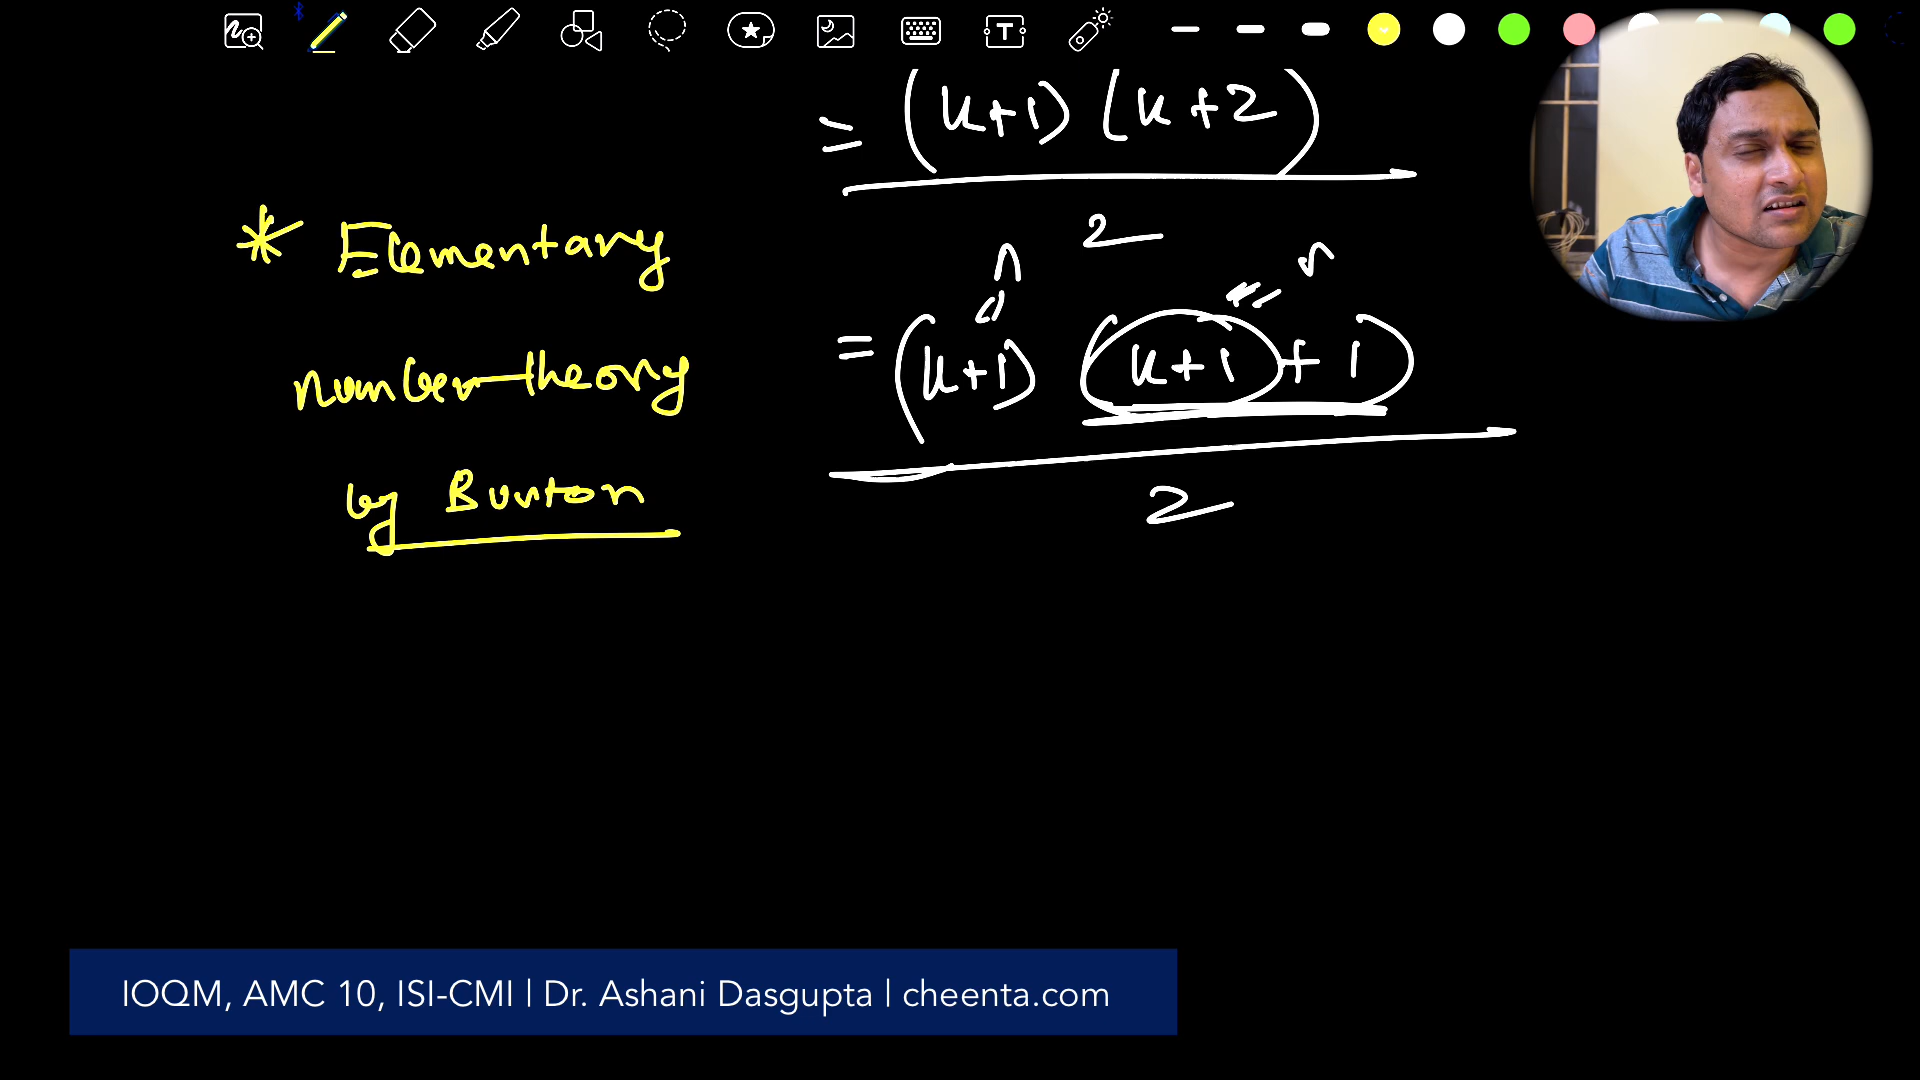 = (k+1) (k+2)
2
* Elementary
number theory
by Burton
n
n
= (k+1) (k+1 + 1)
2
IOQM, AMC 10, ISI-CMI | Dr. Ashani Dasgupta | cheenta.com